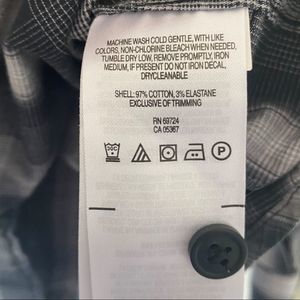 MACHINE WASH COLD GENTLE, WITH LIKE
COLORS, NON-CHLORINE BLEACH WHEN NEEDED,
TUMBLE DRY LOW, REMOVE PROMPTLY, IRON
MEDIUM, IF PRESENT DO NOT IRON DECAL,
DRYCLEANABLE
SHELL: 97% COTTON, 3% ELASTANE
EXCLUSIVE OF TRIMMING
RN 69724
CA 05367